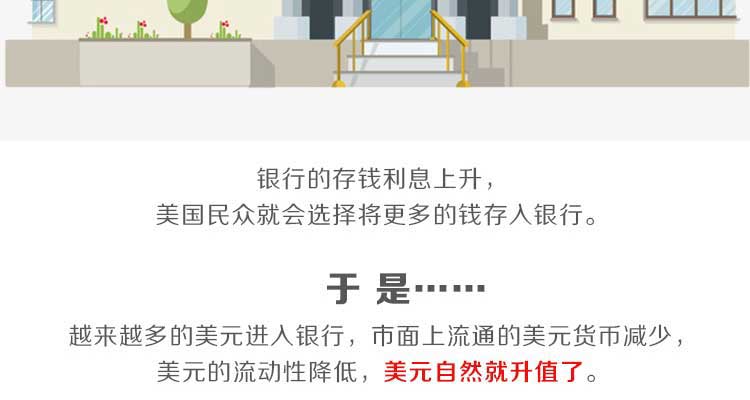 银行的存钱利息上升，
美国民众就会选择将更多的钱存入银行。
于 是……
越来越多的美元进入银行，市面上流通的美元货币减少，
美元的流动性降低，美元自然就升值了。